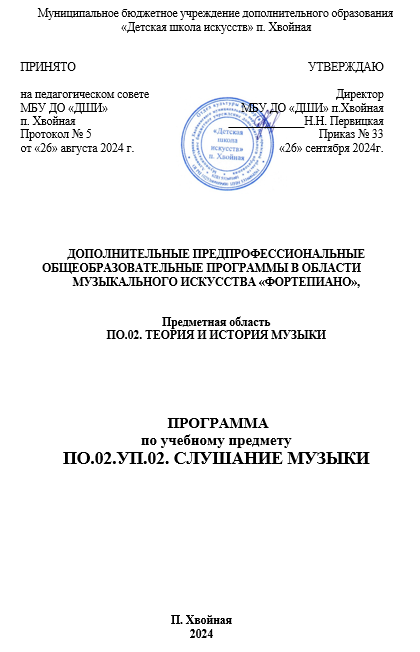 Муниципальное бюджетное учреждение дополнительного образования
«Детская школа искусств» п. Хвойная
ПРИНЯТО УТВЕРЖДАЮ
на педагогическом совете Директор
МБУ ДО «ДШИ» МБУ ДО «ДШИ» п.Хвойная
п. Хвойная ____________Н.Н. Первицкая
Протокол № 5 Приказ № 33
от «26» августа 2024 г. «26» сентября 2024г.
«Детская
школа
искусств»
п. Хвойная
ДОПОЛНИТЕЛЬНЫЕ ПРЕДПРОФЕССИОНАЛЬНЫЕ
ОБЩЕОБРАЗОВАТЕЛЬНЫЕ ПРОГРАММЫ В ОБЛАСТИ
МУЗЫКАЛЬНОГО ИСКУССТВА «ФОРТЕПИАНО»,
Предметная область
ПО.02. ТЕОРИЯ И ИСТОРИЯ МУЗЫКИ
ПРОГРАММА
по учебному предмету
ПО.02.УП.02. СЛУШАНИЕ МУЗЫКИ
П. Хвойная
2024